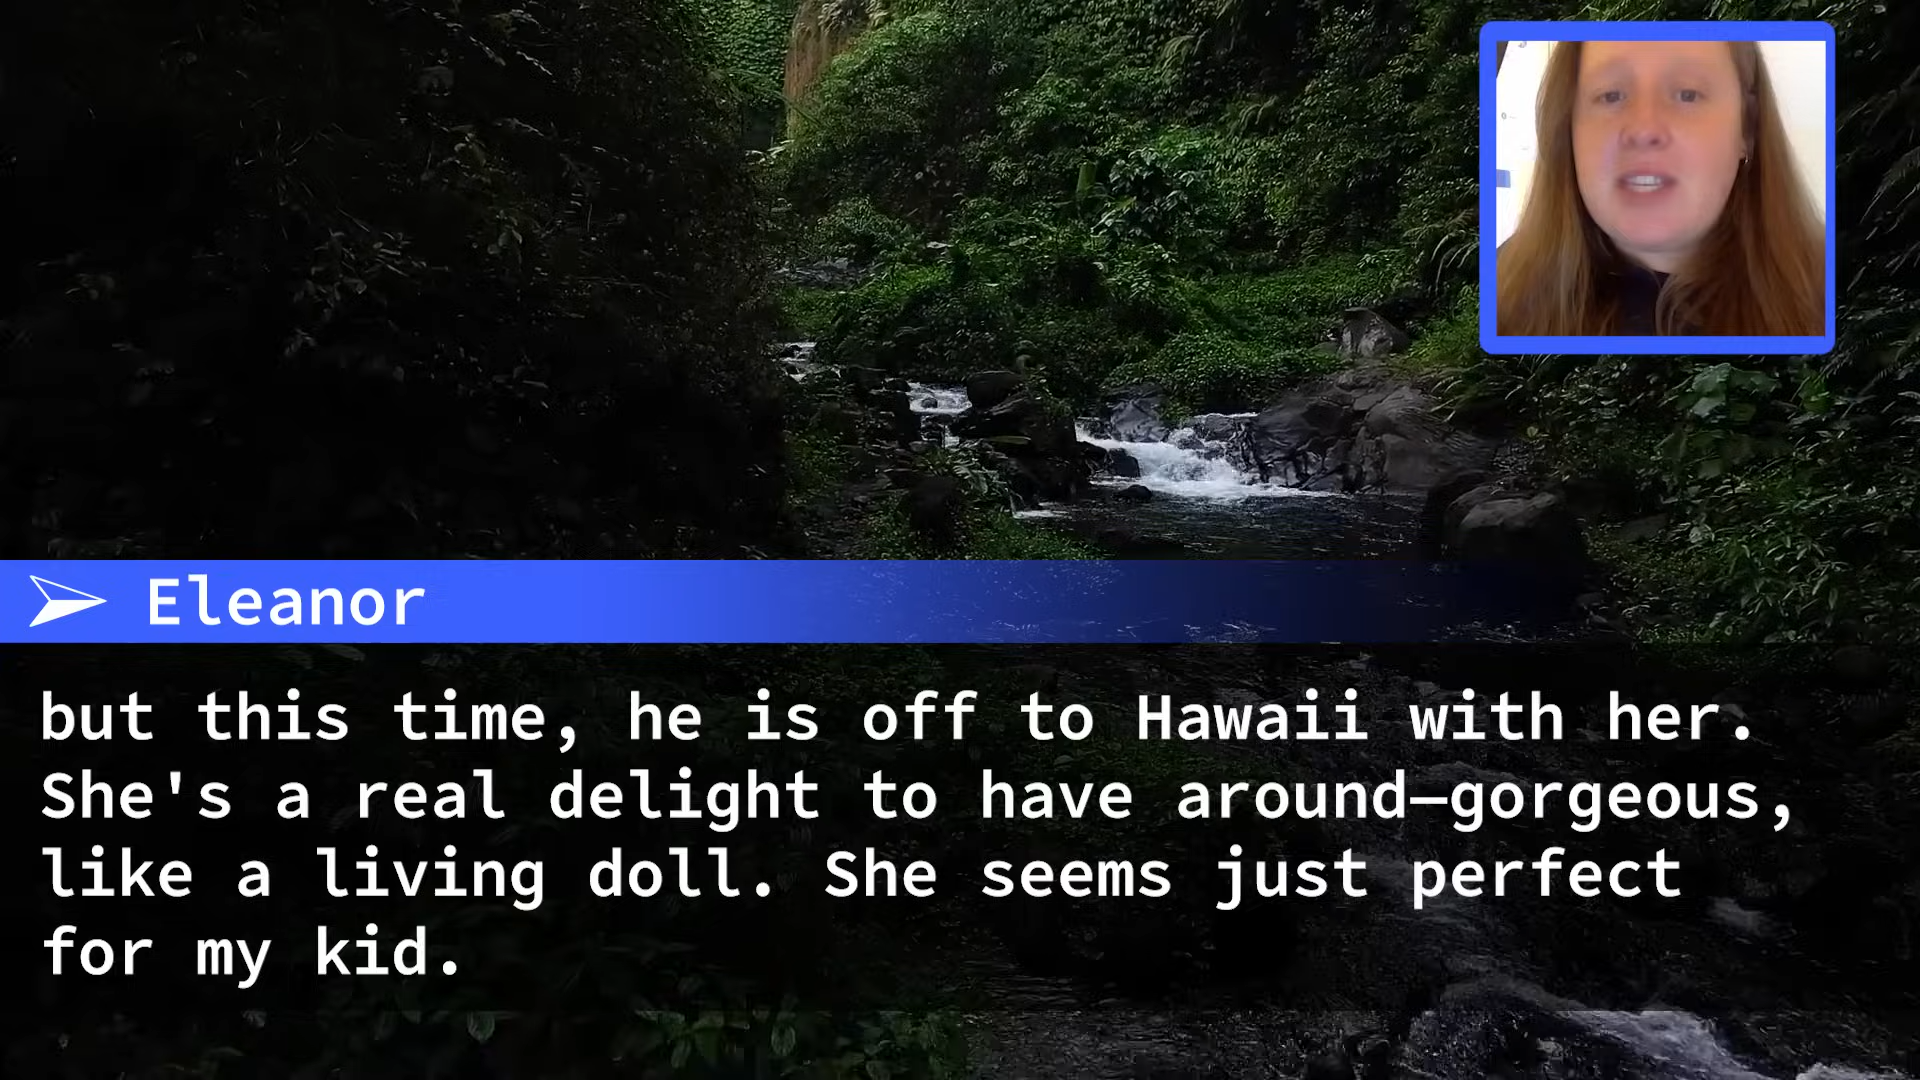 Eleanor
but this time, he is off to Hawaii with her.
She's a real delight to have around—gorgeous,
like a living doll. She seems just perfect
for my kid.